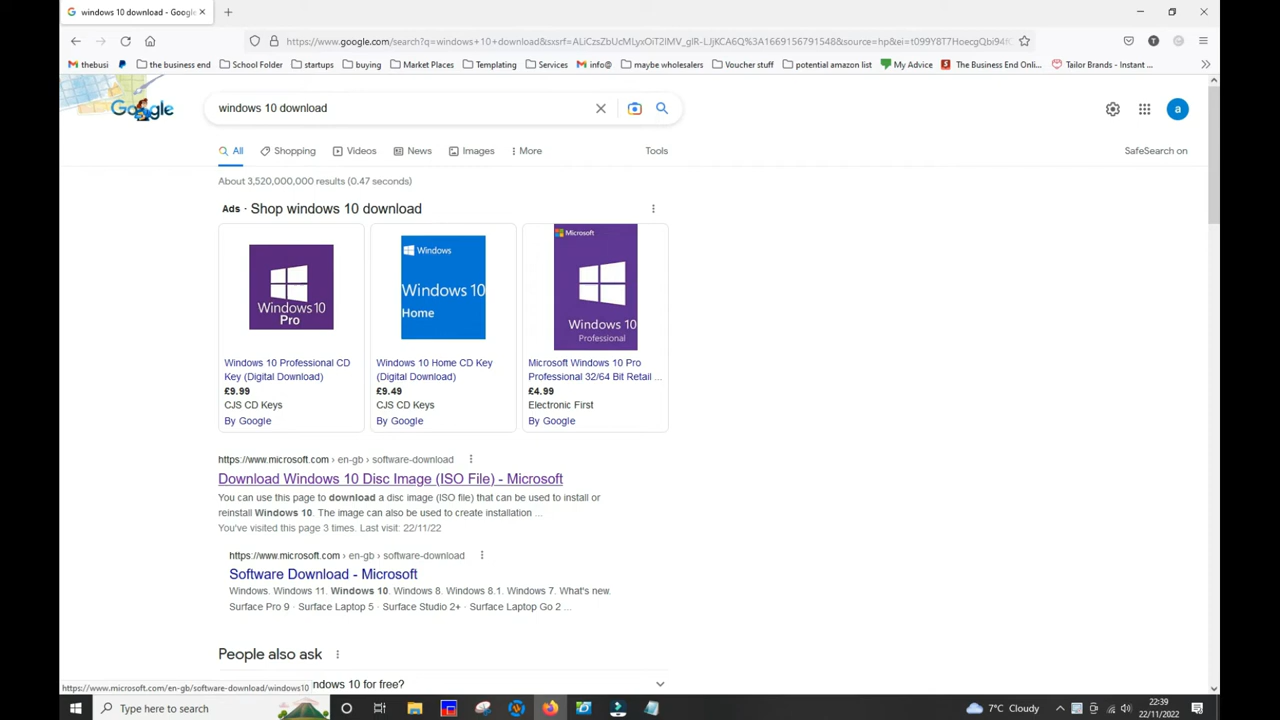 windows 10 download - Google
https://www.google.com/search?q=windows+10+download&sxsrf=ALiCzsZbUcMLyxOiT2IMV_glR-LJjKCA6Q%3A1669156791548&source=hp&ei=t099Y8T7HoecgQbi94f
thebusi
the business end
School Folder
startups
buying
Market Places
Templating
Services
info@
maybe wholesalers
Voucher stuff
potential amazon list
My Advice
The Business End Onlin...
Tailor Brands - Instant ...
Google
windows 10 download
a
All
Shopping
Videos
News
Images
More
Tools
SafeSearch on
About 3,520,000,000 results (0.47 seconds)
Ads · Shop windows 10 download
Windows 10
Pro
Windows
Windows 10
Home
Microsoft
Windows 10
Professional
Windows 10 Professional CD
Key (Digital Download)
£9.99
CJS CD Keys
By Google
Windows 10 Home CD Key
(Digital Download)
£9.49
CJS CD Keys
By Google
Microsoft Windows 10 Pro
Professional 32/64 Bit Retail ...
£4.99
Electronic First
By Google
https://www.microsoft.com › en-gb › software-download
Download Windows 10 Disc Image (ISO File) - Microsoft
You can use this page to download a disc image (ISO file) that can be used to install or
reinstall Windows 10. The image can also be used to create installation ...
You've visited this page 3 times. Last visit: 22/11/22
https://www.microsoft.com › en-gb › software-download
Software Download - Microsoft
Windows. Windows 11. Windows 10. Windows 8. Windows 8.1. Windows 7. What's new.
Surface Pro 9 · Surface Laptop 5 · Surface Studio 2+ · Surface Laptop Go 2 ...
People also ask
ndows 10 for free?
https://www.microsoft.com/en-gb/software-download/windows10
Type here to search
7°C Cloudy
22:39
22/11/2022